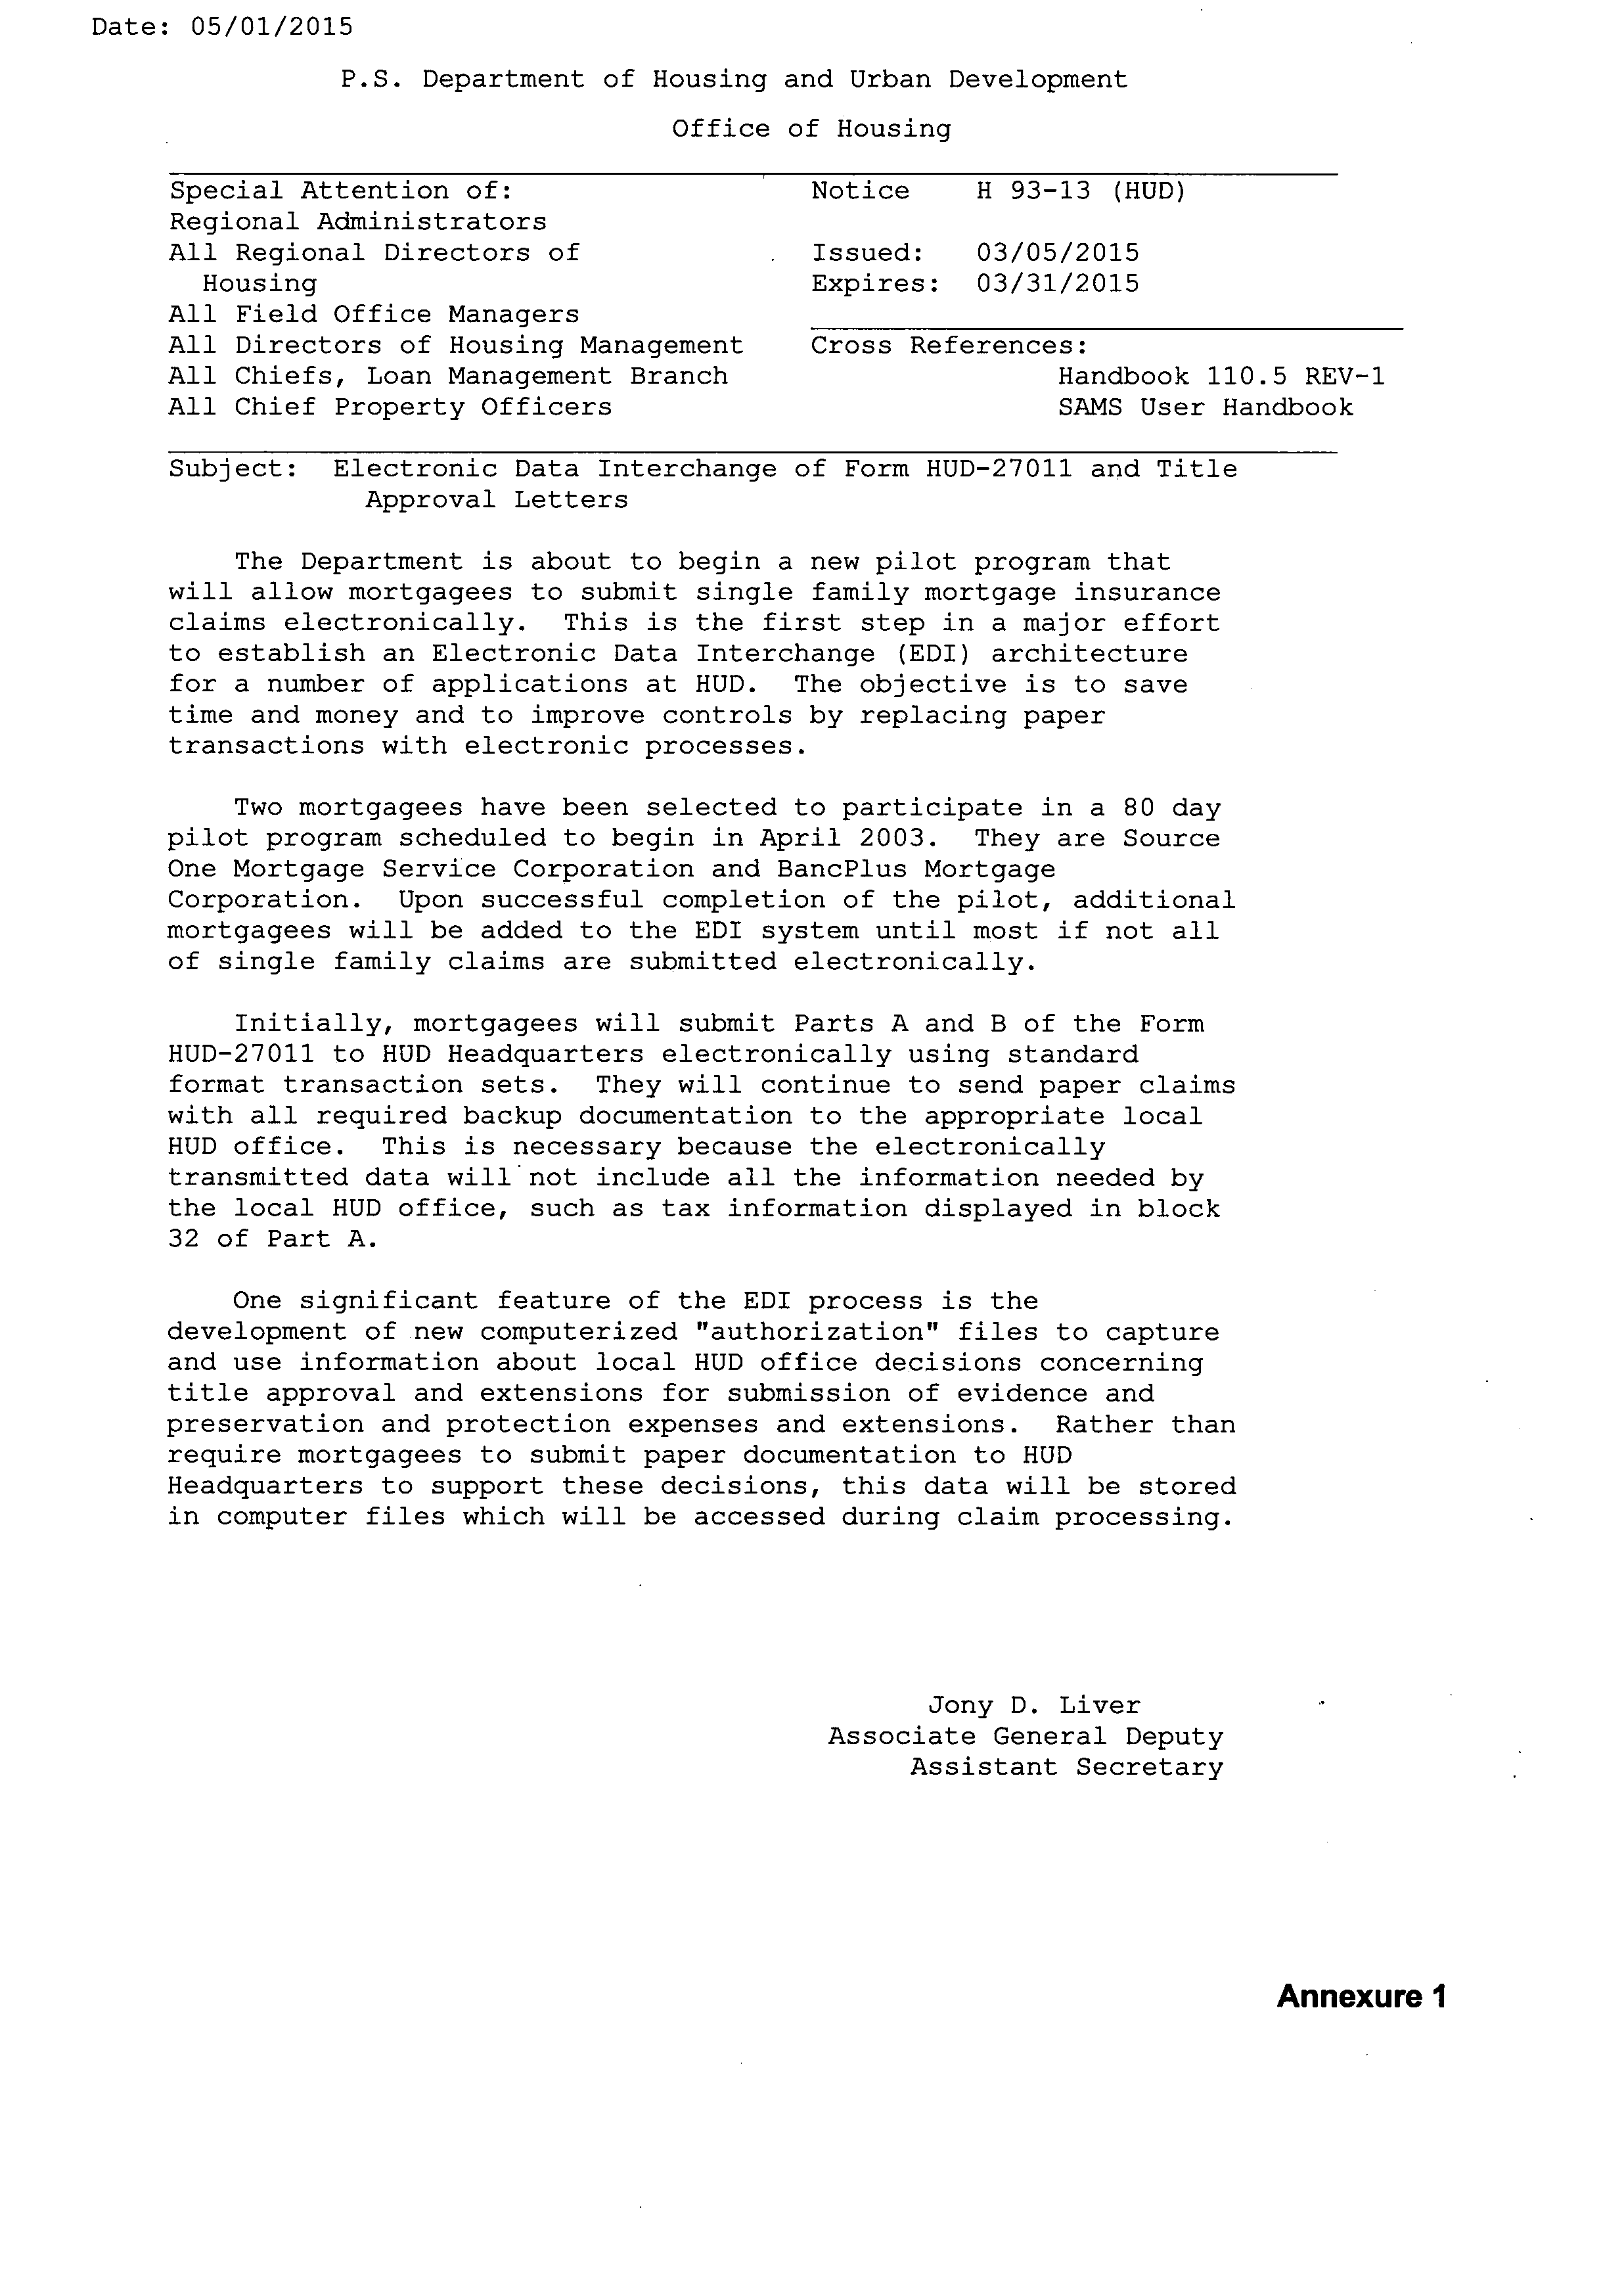 Date: 05/01/2015
P.S. Department of Housing and Urban Development
Office of Housing
Special Attention of: Notice H 93-13 (HUD)
Regional Administrators
All Regional Directors of Issued: 03/05/2015
Housing Expires: 03/31/2015
All Field Office Managers
All Directors of Housing Management Cross References:
All Chiefs, Loan Management Branch Handbook 110.5 REV-1
All Chief Property Officers SAMS User Handbook
Subject: Electronic Data Interchange of Form HUD-27011 and Title
Approval Letters
The Department is about to begin a new pilot program that
will allow mortgagees to submit single family mortgage insurance
claims electronically. This is the first step in a major effort
to establish an Electronic Data Interchange (EDI) architecture
for a number of applications at HUD. The objective is to save
time and money and to improve controls by replacing paper
transactions with electronic processes.
Two mortgagees have been selected to participate in a 80 day
pilot program scheduled to begin in April 2003. They are Source
One Mortgage Service Corporation and BancPlus Mortgage
Corporation. Upon successful completion of the pilot, additional
mortgagees will be added to the EDI system until most if not all
of single family claims are submitted electronically.
Initially, mortgagees will submit Parts A and B of the Form
HUD-27011 to HUD Headquarters electronically using standard
format transaction sets. They will continue to send paper claims
with all required backup documentation to the appropriate local
HUD office. This is necessary because the electronically
transmitted data will not include all the information needed by
the local HUD office, such as tax information displayed in block
32 of Part A.
One significant feature of the EDI process is the
development of new computerized "authorization" files to capture
and use information about local HUD office decisions concerning
title approval and extensions for submission of evidence and
preservation and protection expenses and extensions. Rather than
require mortgagees to submit paper documentation to HUD
Headquarters to support these decisions, this data will be stored
in computer files which will be accessed during claim processing.
Jony D. Liver
Associate General Deputy
Assistant Secretary
Annexure 1